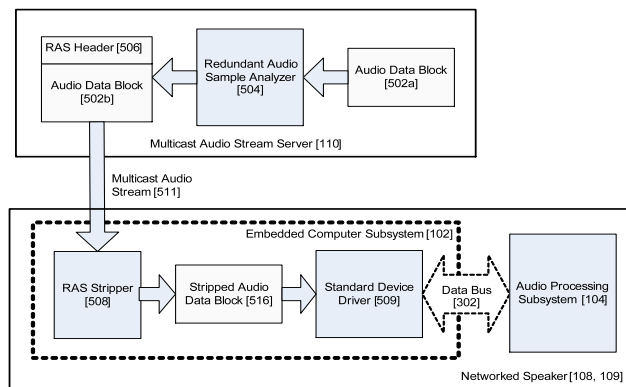 RAS Header [506]
Audio Data Block
[502b]
Redundant Audio
Sample Analyzer
[504]
Audio Data Block
[502a]
Multicast Audio Stream Server [110]
Multicast Audio
Stream [511]
Embedded Computer Subsystem [102]
RAS Stripper
[508]
Stripped Audio
Data Block [516]
Standard Device
Driver [509]
Data Bus
[302]
Audio Processing
Subsystem [104]
Networked Speaker [108, 109]